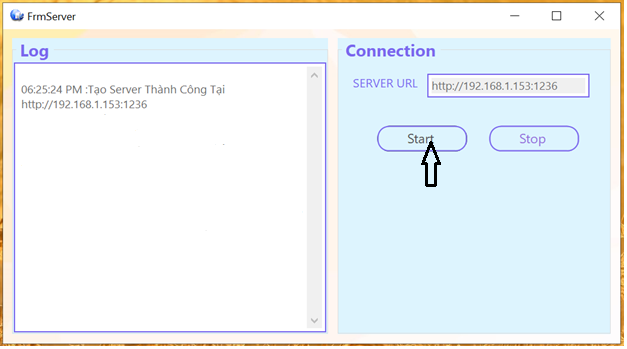 FrmServer
Log
06:25:24 PM :Tạo Server Thành Công Tại
http://192.168.1.153:1236
Connection
SERVER URL http://192.168.1.153:1236
Start Stop